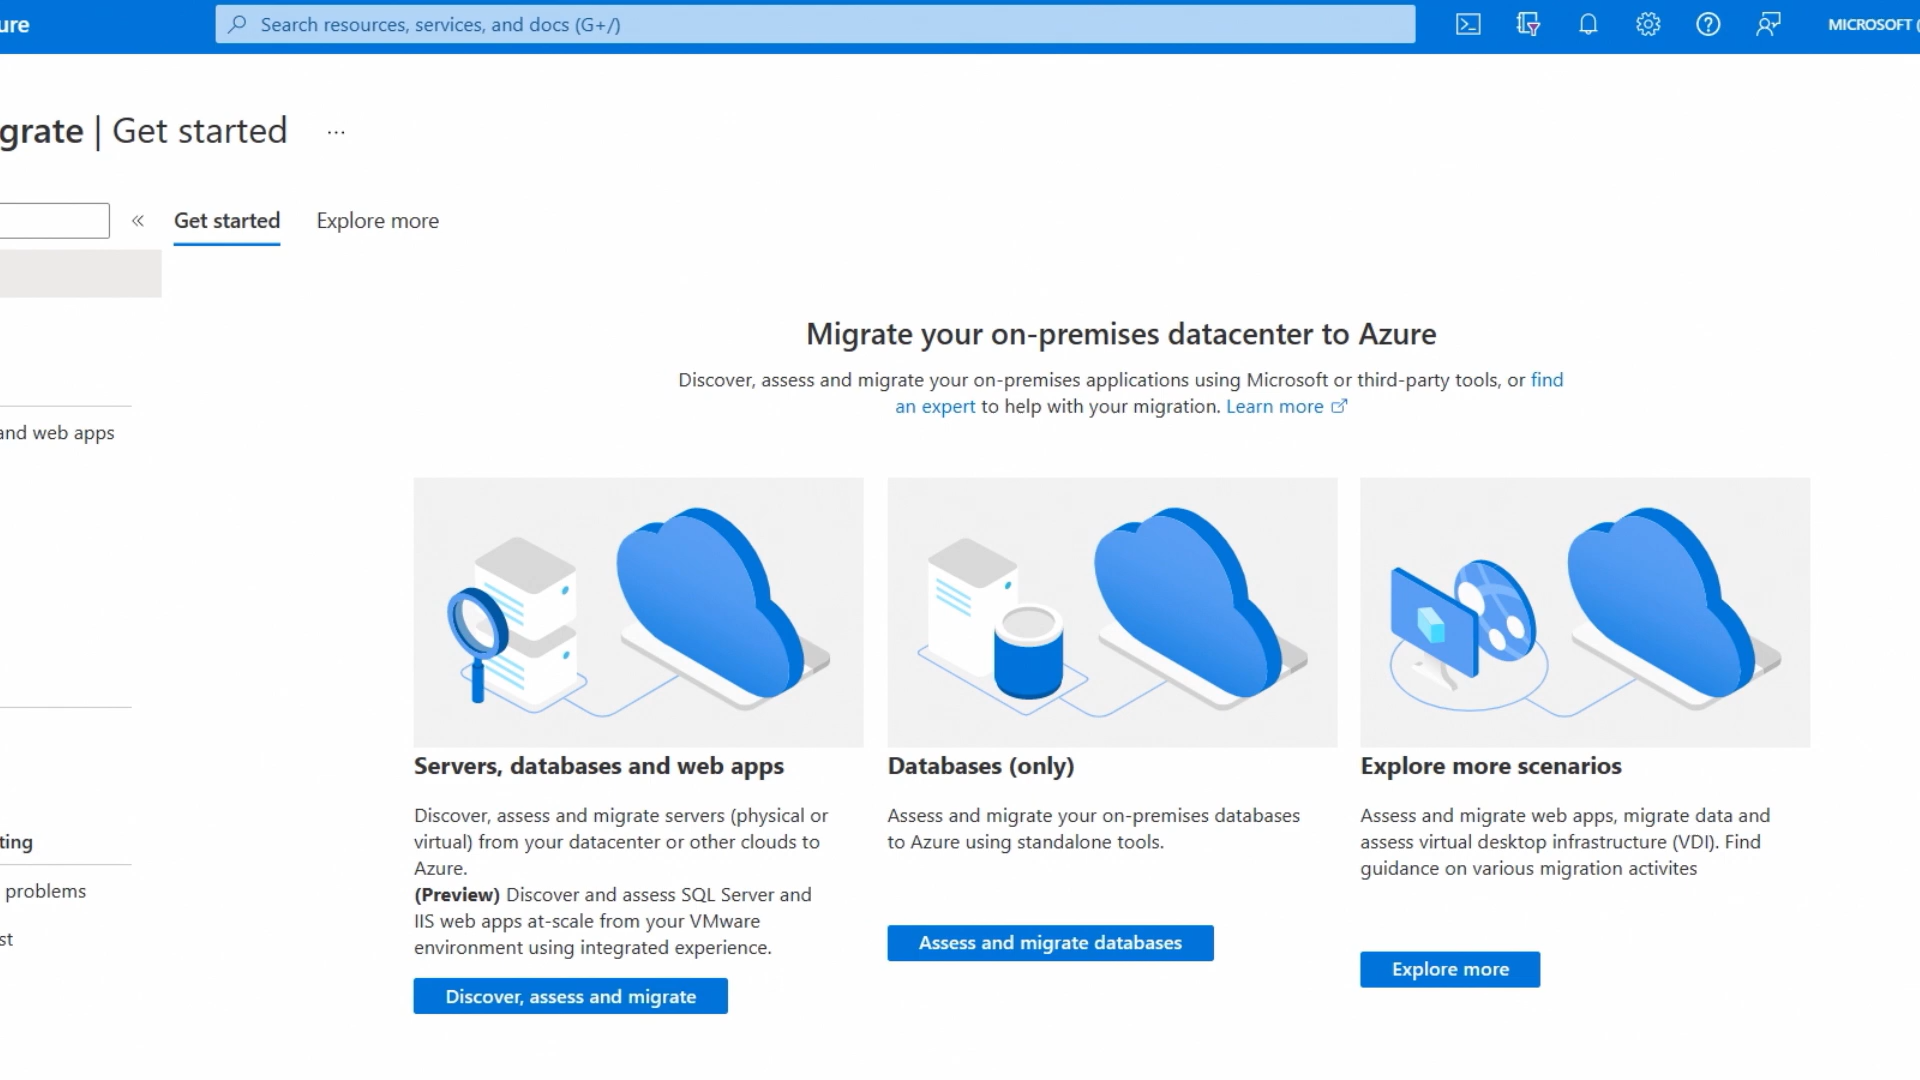 ure
Search resources, services, and docs (G+/)
MICROSOFT (
grate | Get started
...
« Get started Explore more
Migrate your on-premises datacenter to Azure
Discover, assess and migrate your on-premises applications using Microsoft or third-party tools, or find
an expert to help with your migration. Learn more
and web apps
ting
problems
st
Servers, databases and web apps
Discover, assess and migrate servers (physical or
virtual) from your datacenter or other clouds to
Azure.
(Preview) Discover and assess SQL Server and
IIS web apps at-scale from your VMware
environment using integrated experience.
Discover, assess and migrate
Databases (only)
Assess and migrate your on-premises databases
to Azure using standalone tools.
Assess and migrate databases
Explore more scenarios
Assess and migrate web apps, migrate data and
assess virtual desktop infrastructure (VDI). Find
guidance on various migration activites
Explore more